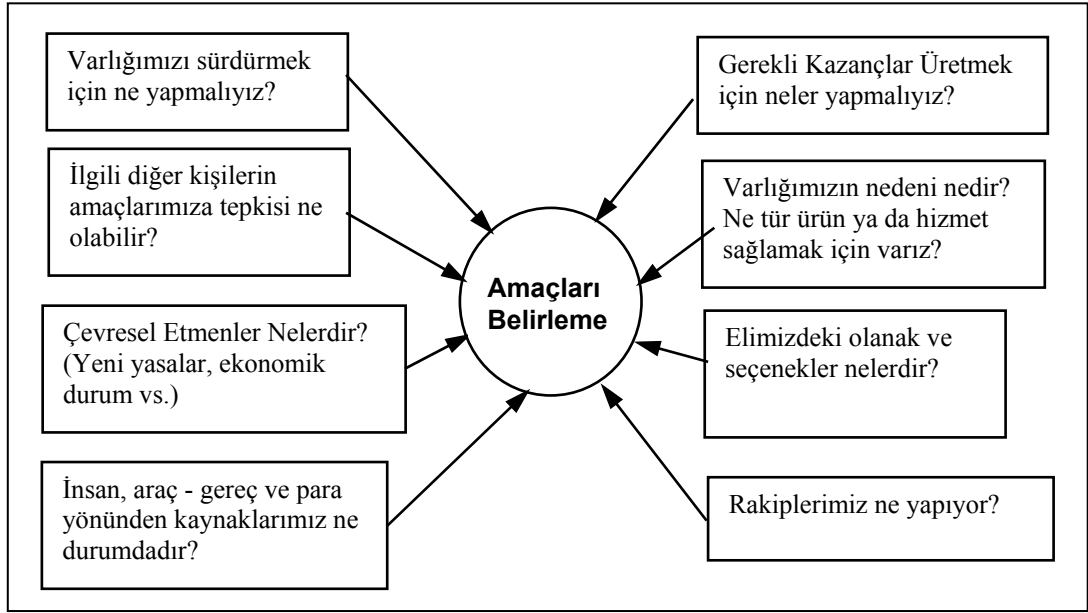 Varlığımızı sürdürmek
için ne yapmalıyız?
İlgili diğer kişilerin
amaçlarımıza tepkisi ne
olabilir?
Çevresel Etmenler Nelerdir?
(Yeni yasalar, ekonomik
durum vs.)
İnsan, araç - gereç ve para
yönünden kaynaklarımız ne
durumdadır?
Amaçları
Belirleme
Gerekli Kazançlar Üretmek
için neler yapmalıyız?
Varlığımızın nedeni nedir?
Ne tür ürün ya da hizmet
sağlamak için varız?
Elimizdeki olanak ve
seçenekler nelerdir?
Rakiplerimiz ne yapıyor?